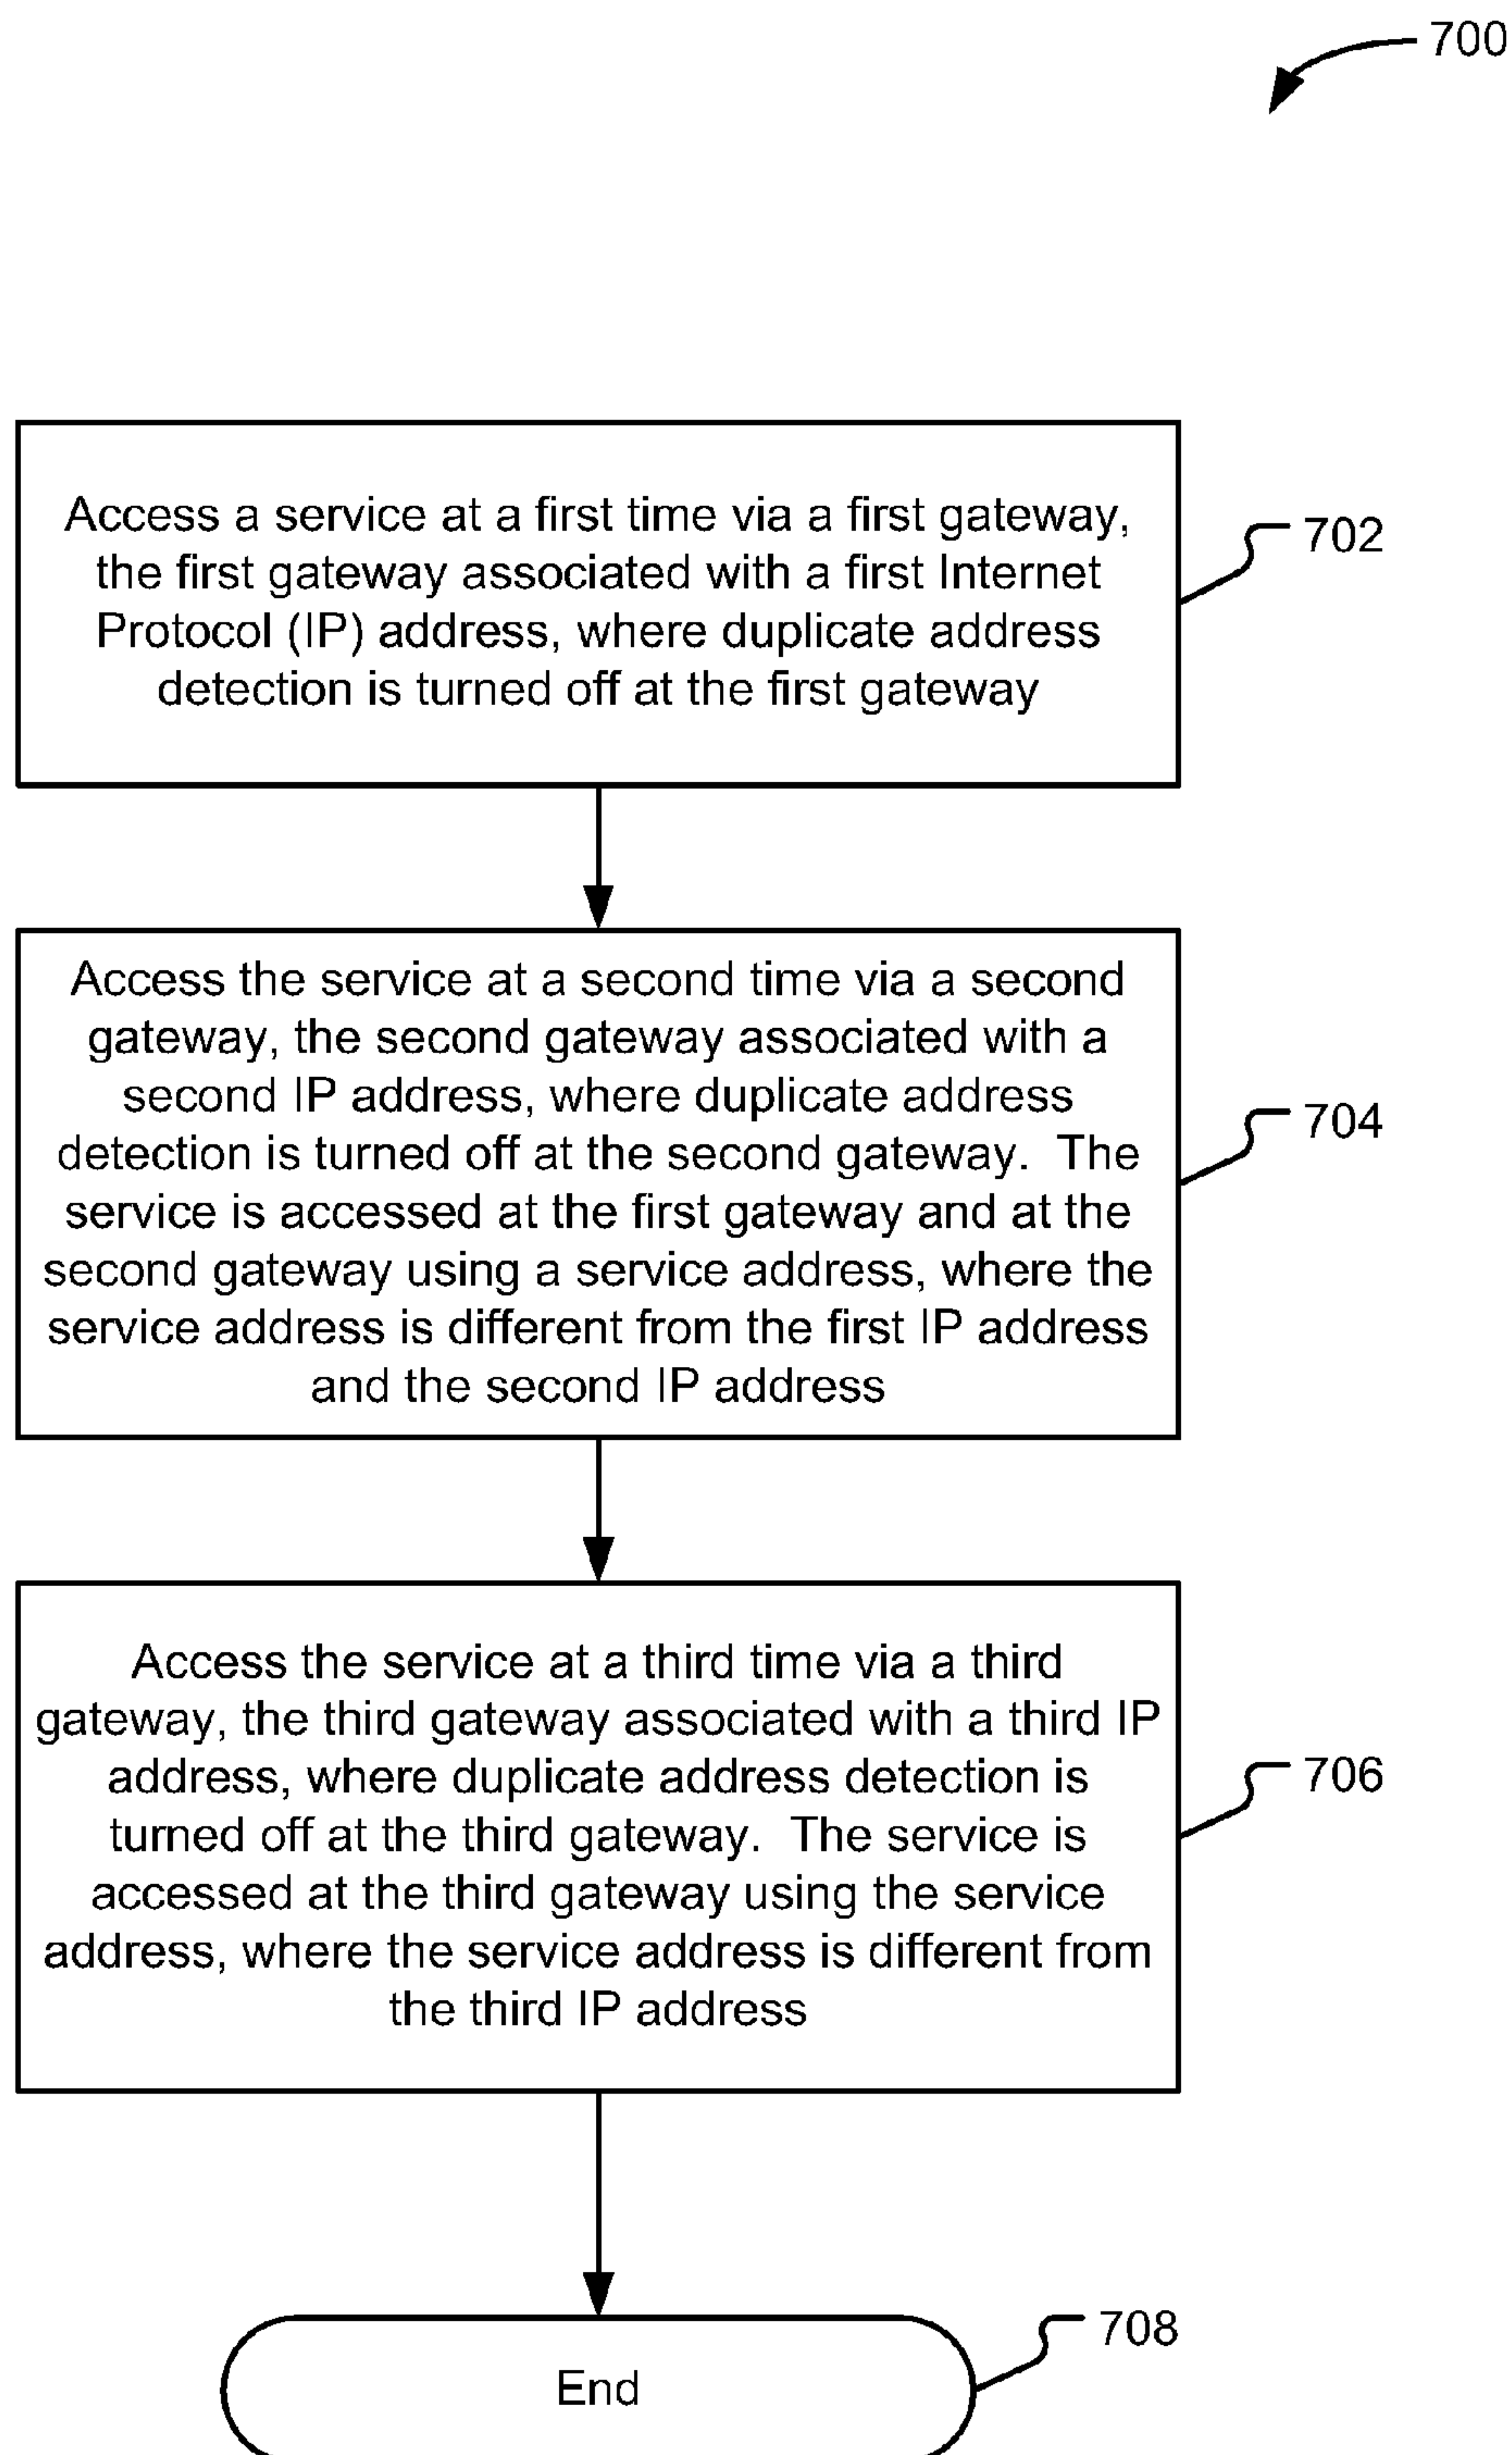 700
Access a service at a first time via a first gateway,
the first gateway associated with a first Internet
Protocol (IP) address, where duplicate address
detection is turned off at the first gateway
702
Access the service at a second time via a second
gateway, the second gateway associated with a
second IP address, where duplicate address
detection is turned off at the second gateway.  The
service is accessed at the first gateway and at the
second gateway using a service address, where the
service address is different from the first IP address
and the second IP address
704
Access the service at a third time via a third
gateway, the third gateway associated with a third IP
address, where duplicate address detection is
turned off at the third gateway.  The service is
accessed at the third gateway using the service
address, where the service address is different from
the third IP address
706
End
708